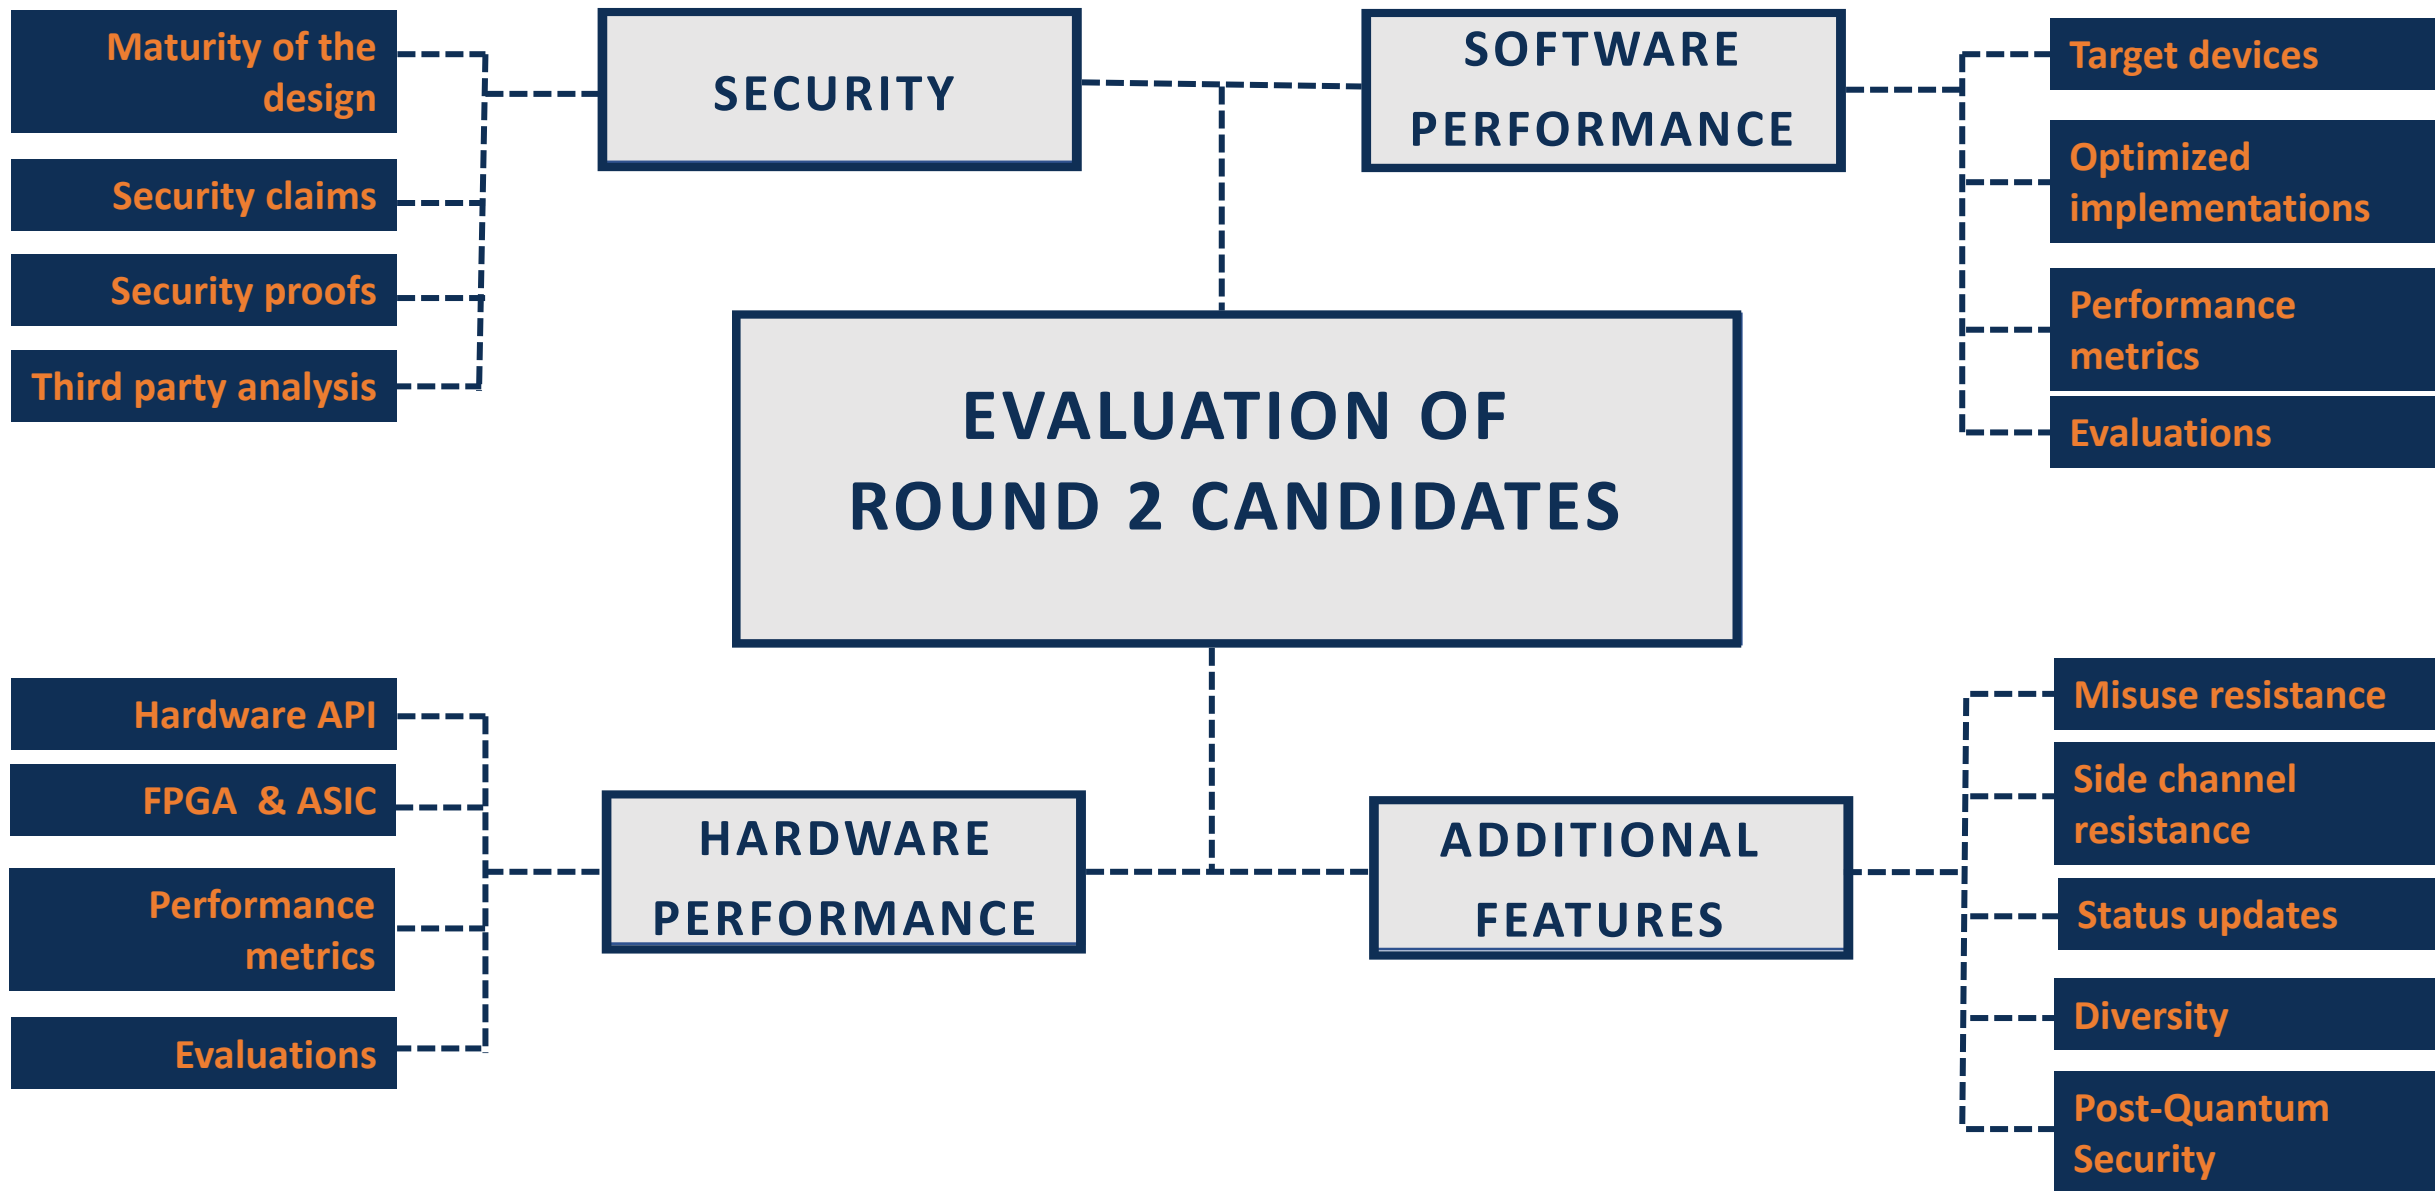 Maturity of the
design
Security claims
Security proofs
Third party analysis
SECURITY
SOFTWARE
PERFORMANCE
Target devices
Optimized
implementations
Performance
metrics
Evaluations
EVALUATION OF
ROUND 2 CANDIDATES
Hardware API
FPGA & ASIC
Performance
metrics
Evaluations
HARDWARE
PERFORMANCE
ADDITIONAL
FEATURES
Misuse resistance
Side channel
resistance
Status updates
Diversity
Post-Quantum
Security